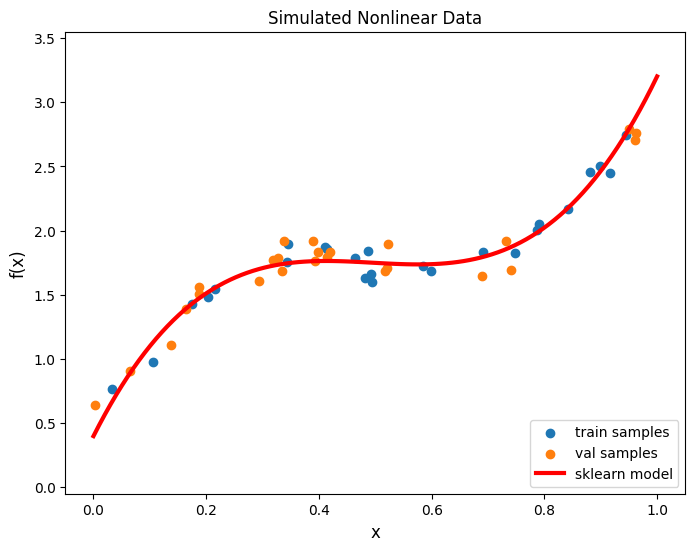 Simulated Nonlinear Data
f(x)
3.5
3.0
2.5
2.0
1.5
1.0
0.5
0.0
0.0 0.2 0.4 0.6 0.8 1.0
x
train samples
val samples
sklearn model